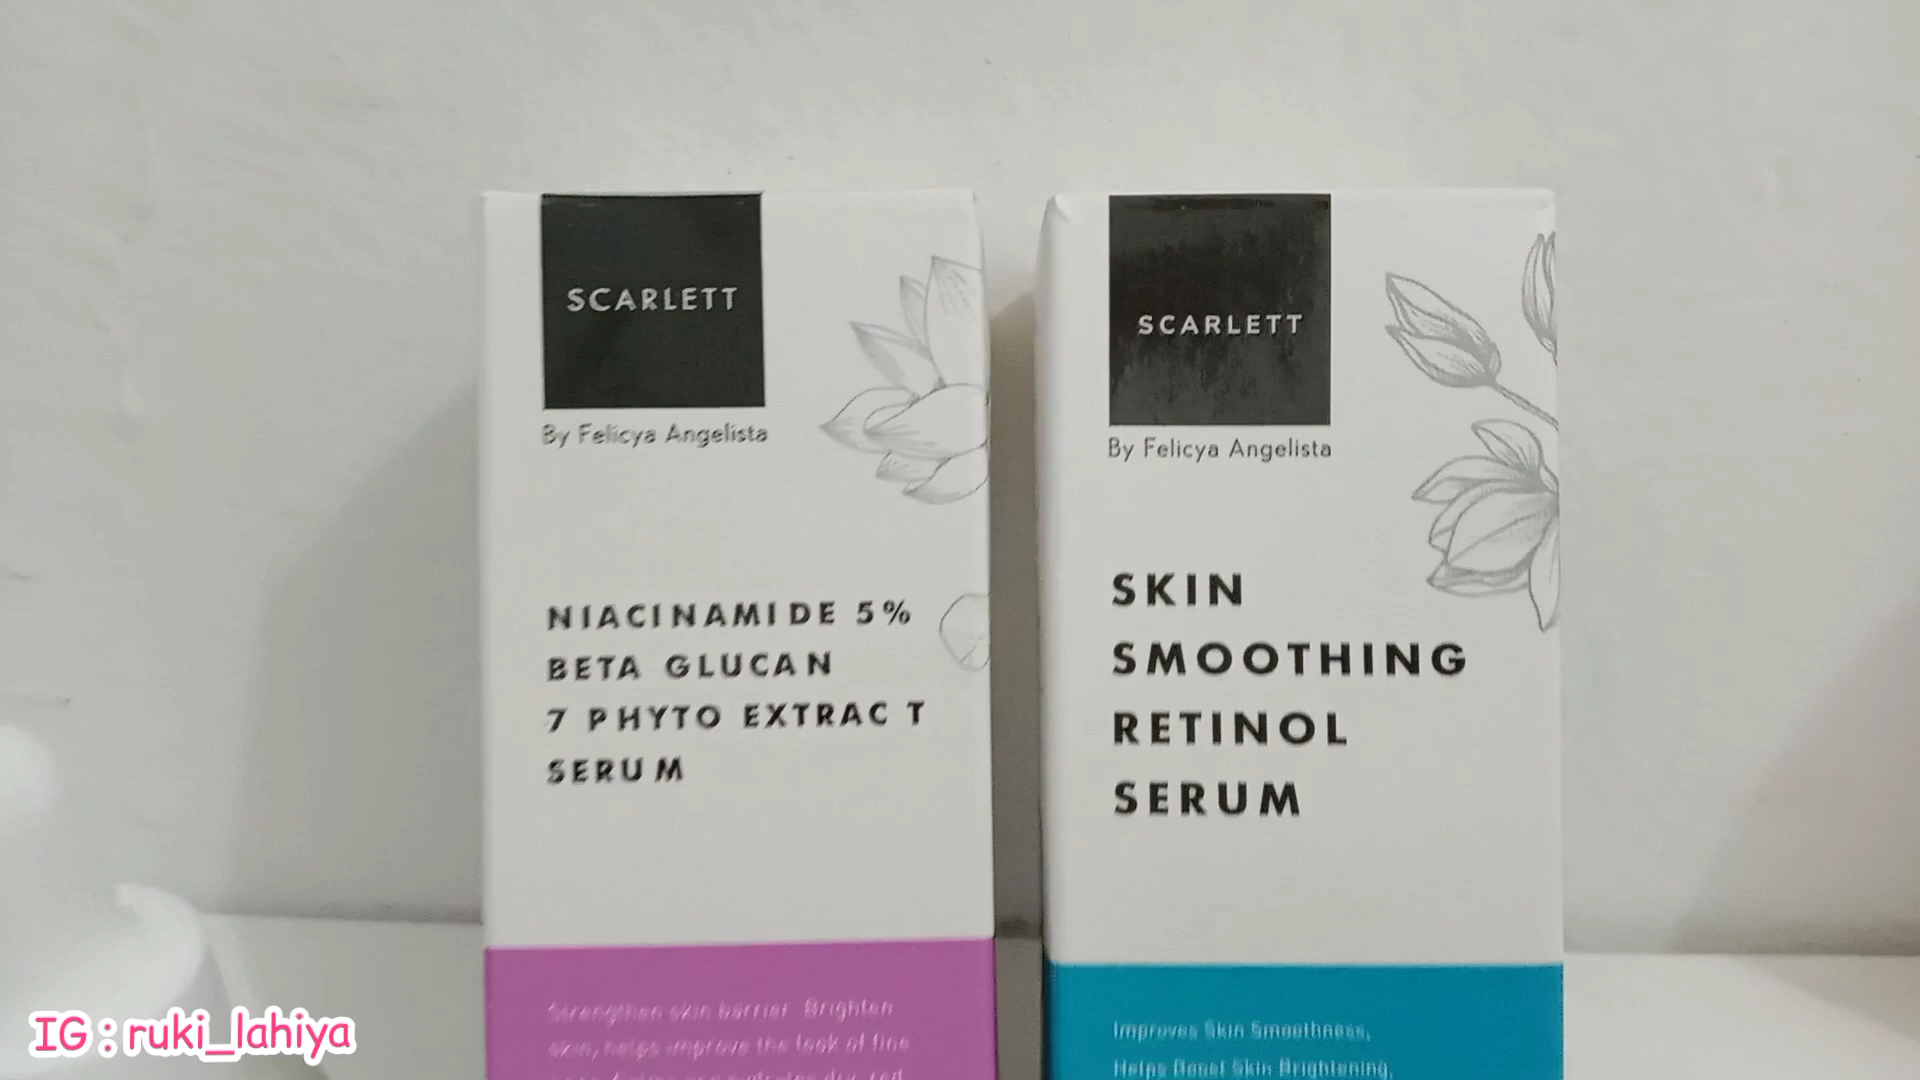 SCARLETT
By Felicya Angelista
NIACINAMIDE 5%
BETA GLUCAN
7 PHYTO EXTRACT
SERUM
Strengthen skin barrier Brighten
skin, helps improve the look of fine
SCARLETT
By Felicya Angelista
SKIN
SMOOTHING
RETINOL
SERUM
Improves Skin Smoothness,
Helps Boost Skin Brightening,
IG : ruki_lahiya